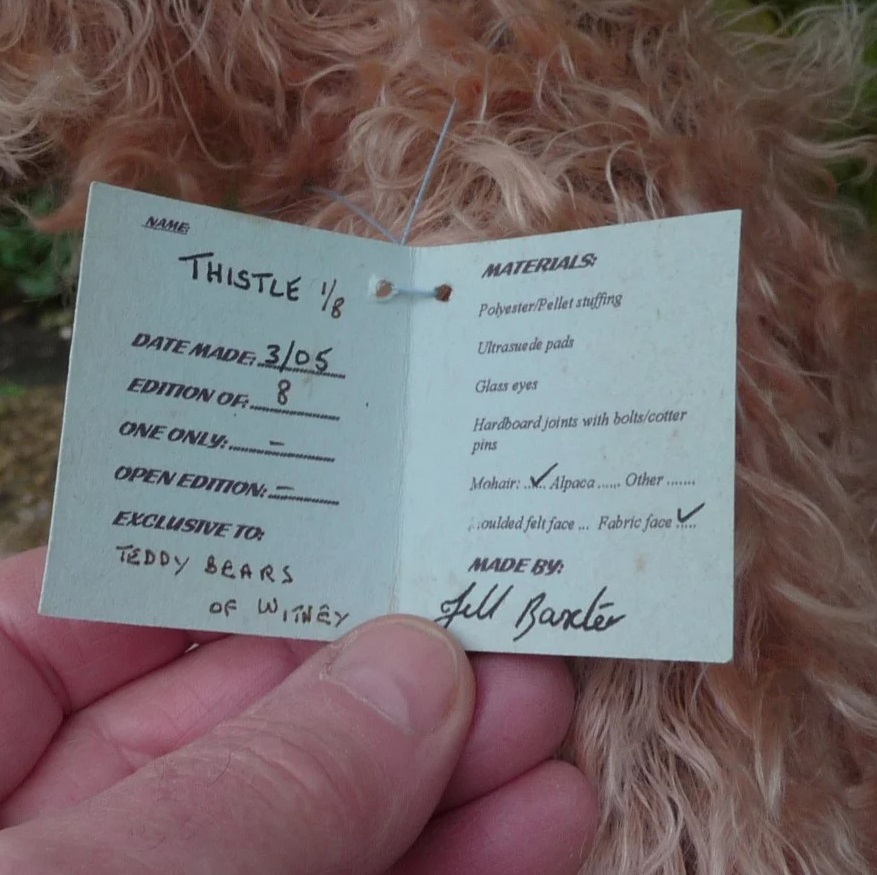 NAME:
THISTLE 1/8
DATE MADE: 3/05
EDITION OF: 8
ONE ONLY: –
OPEN EDITION: –
EXCLUSIVE TO:
TEDDY BEARS
OF WITNEY
MATERIALS:
Polyester/Pellet stuffing
Ultrasuede pads
Glass eyes
Hardboard joints with bolts/cotter
pins
Mohair: ..✓.. Alpaca ...... Other .......
oulded felt face ... Fabric face ✓.....
MADE BY:
Jill Baxter